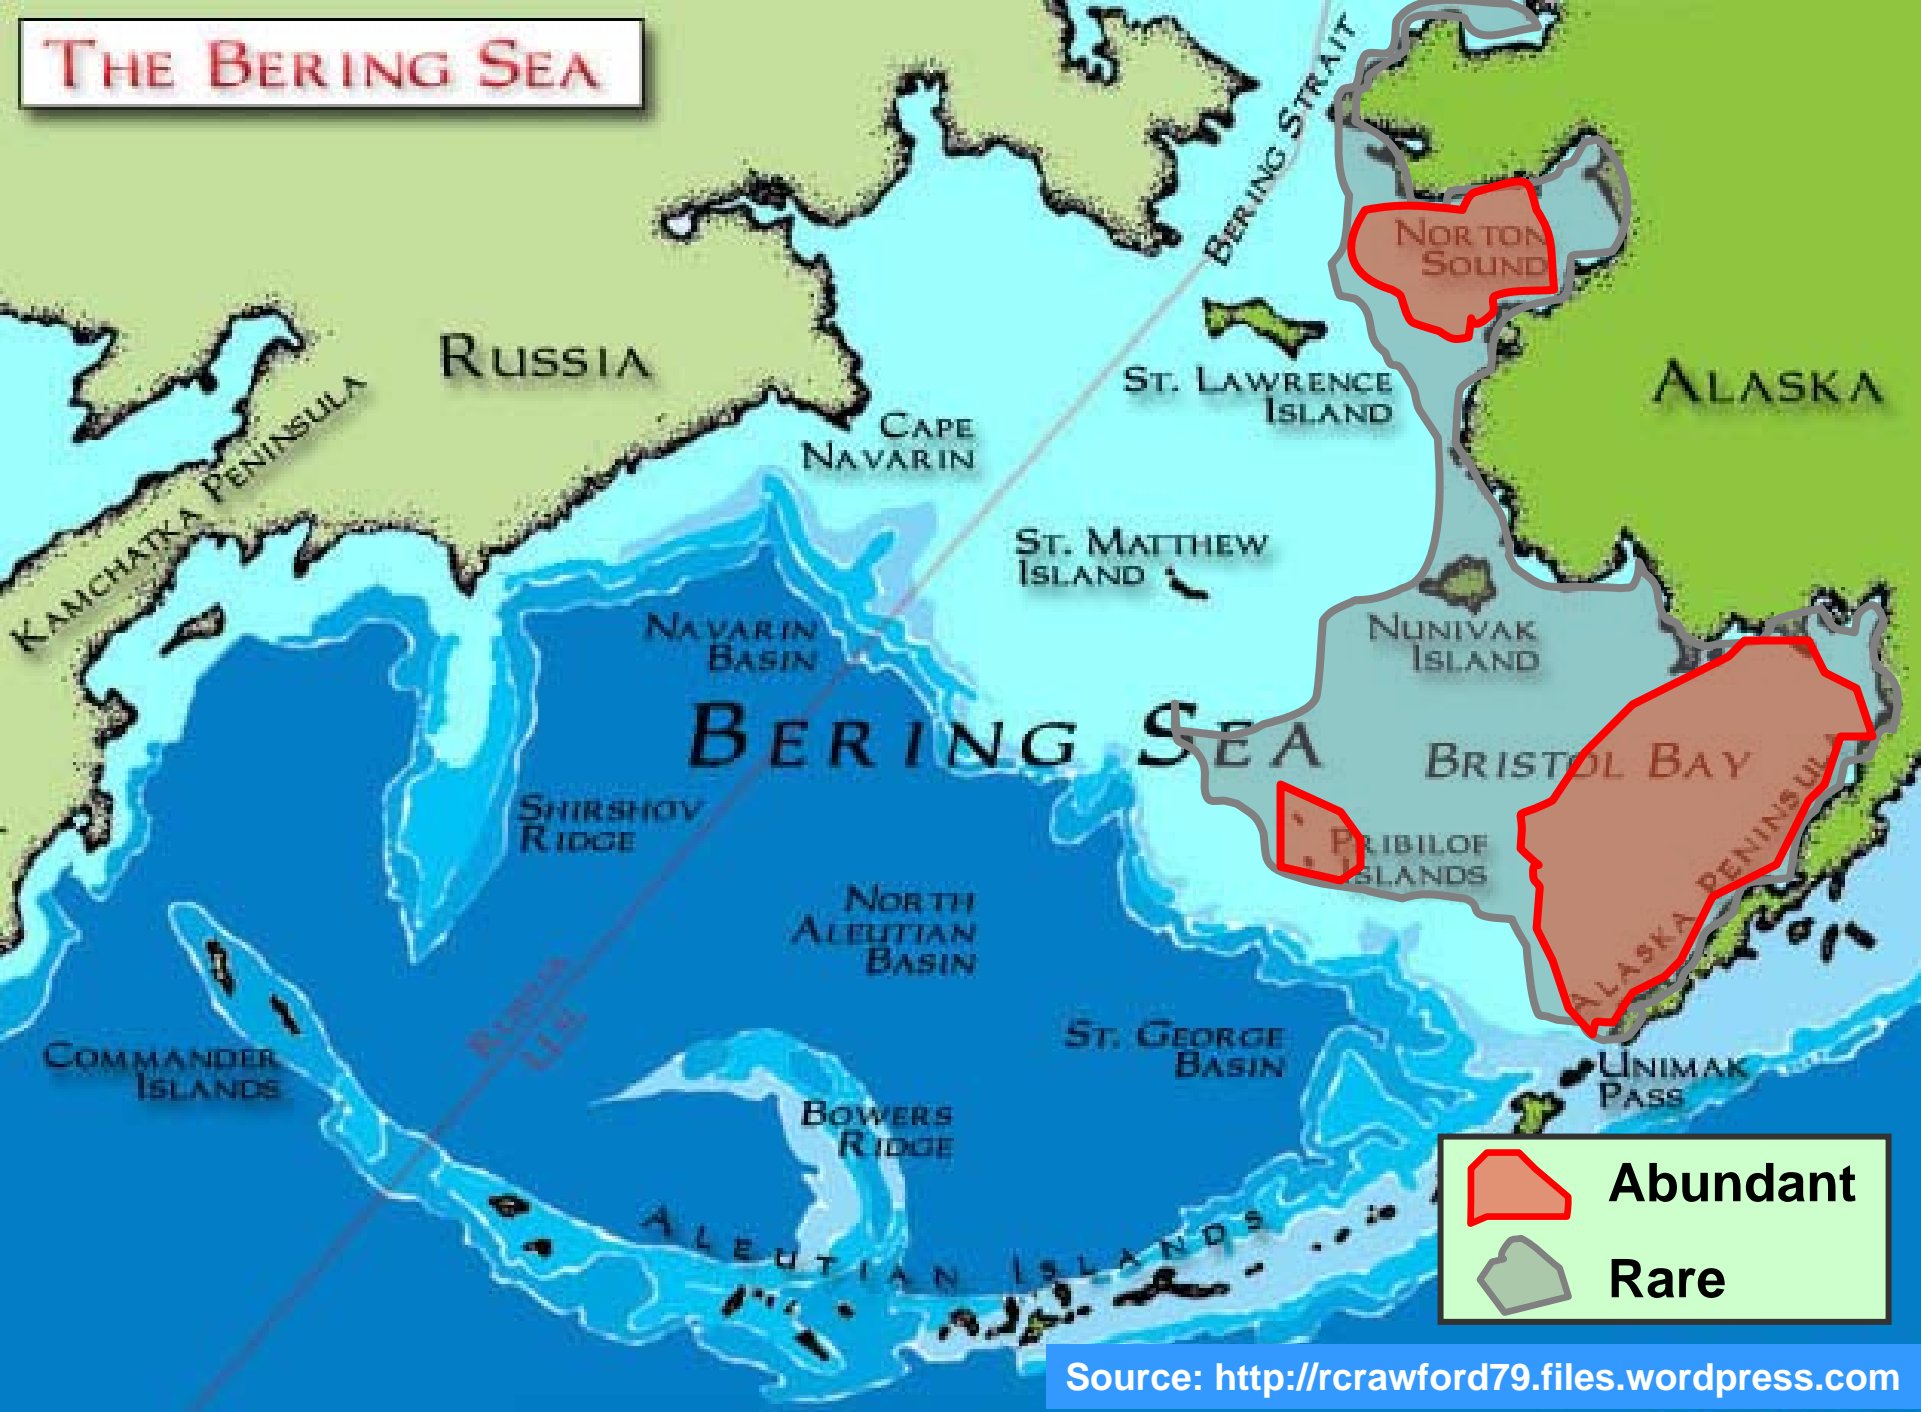 THE BERING SEA
BERING STRAIT
NORTON
SOUND
RUSSIA
ALASKA
ST. LAWRENCE
ISLAND
CAPE
NAVARIN
KAMCHATKA PENINSULA
ST. MATTHEW
ISLAND
NAVARIN
BASIN
NUNIVAK
ISLAND
BERING SEA
BRISTOL BAY
SHIRSHOV
RIDGE
PRIBILOF
ISLANDS
ALASKA PENINSULA
NORTH
ALEUTIAN
BASIN
RUSSIA
U.S.
COMMANDER
ISLANDS
ST. GEORGE
BASIN
UNIMAK
PASS
BOWERS
RIDGE
ALEUTIAN ISLANDS
Abundant
Rare
Source: http://rcrawford79.files.wordpress.com